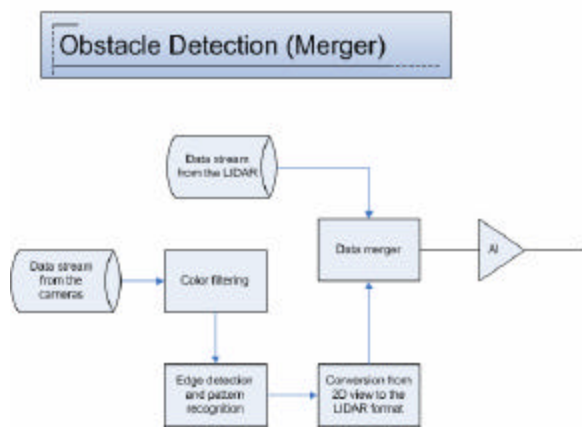 Obstacle Detection (Merger)
Data stream
from the LIDAR
Data merger
AI
Data stream
from the
cameras
Color filtering
Edge detection
and pattern
recognition
Conversion from
2D view to the
LIDAR format